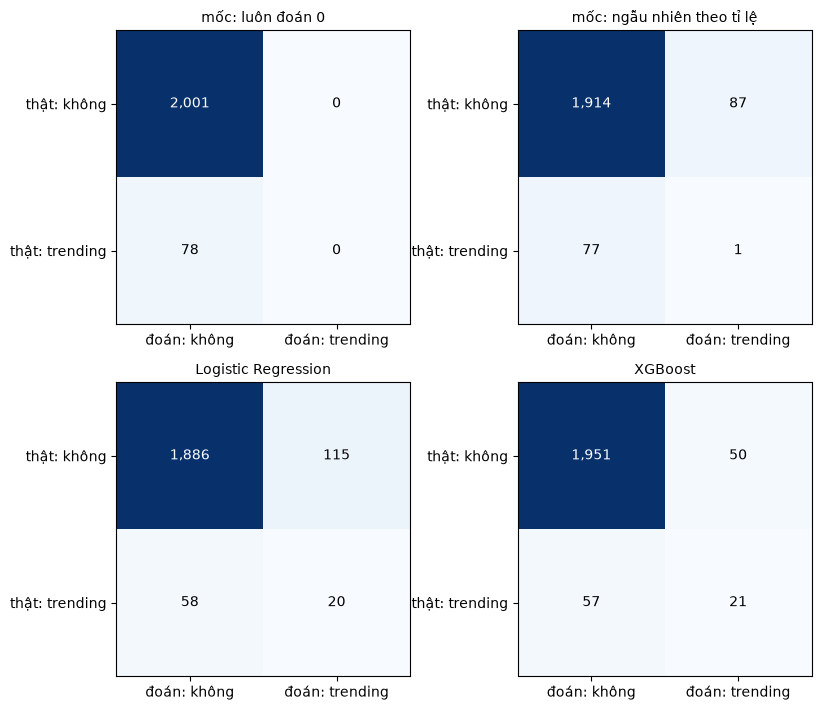 mốc: luôn đoán 0
thật: không
2,001
0
thật: trending
78
0
đoán: không
đoán: trending
mốc: ngẫu nhiên theo tỉ lệ
thật: không
1,914
87
thật: trending
77
1
đoán: không
đoán: trending
Logistic Regression
thật: không
1,886
115
thật: trending
58
20
đoán: không
đoán: trending
XGBoost
thật: không
1,951
50
thật: trending
57
21
đoán: không
đoán: trending